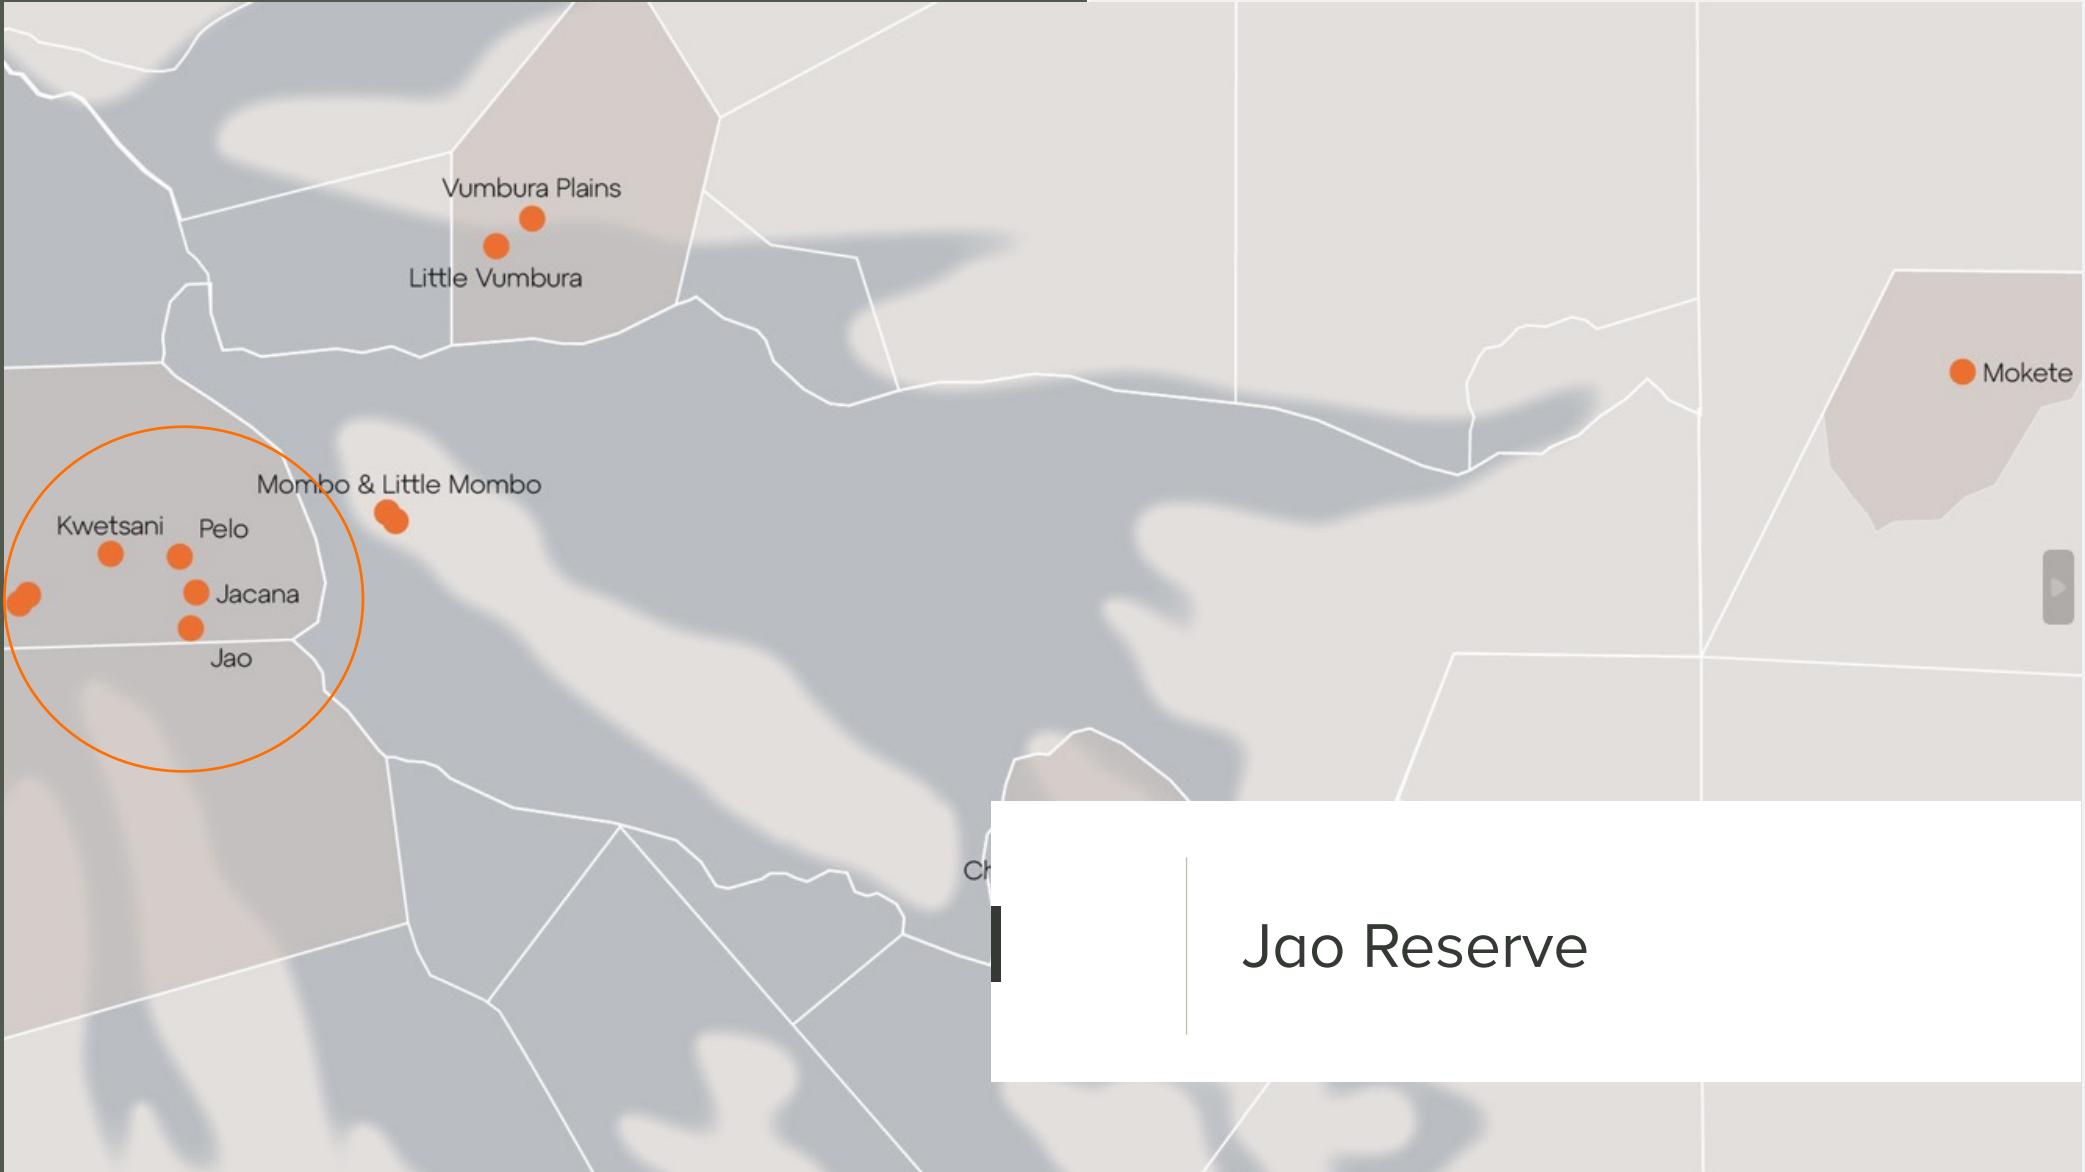 Vumbura Plains
Little Vumbura
Mokete
Mombo & Little Mombo
Kwetsani
Pelo
Jacana
Jao
Jao Reserve